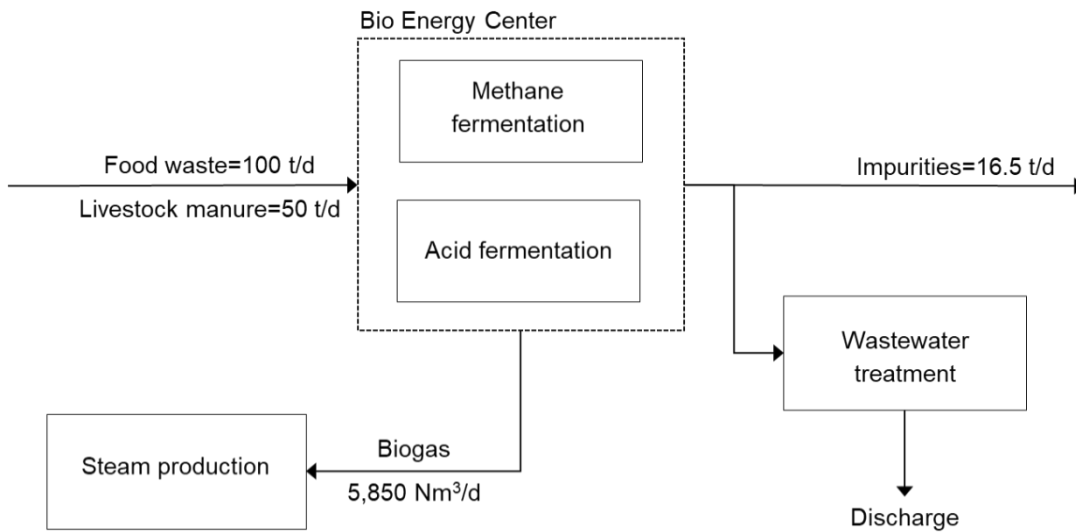 Bio Energy Center
Methane
fermentation
Food waste=100 t/d
Livestock manure=50 t/d
Impurities=16.5 t/d
Acid fermentation
Wastewater
treatment
Steam production
Biogas
5,850 Nm³/d
Discharge